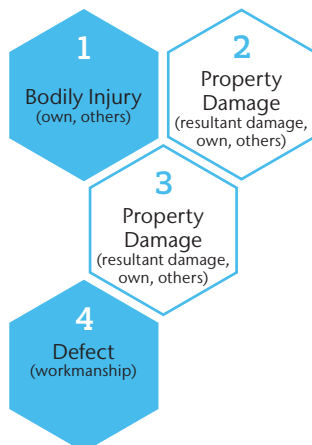 1
Bodily Injury
(own, others)
2
Property
Damage
(resultant damage,
own, others)
3
Property
Damage
(resultant damage,
own, others)
4
Defect
(workmanship)